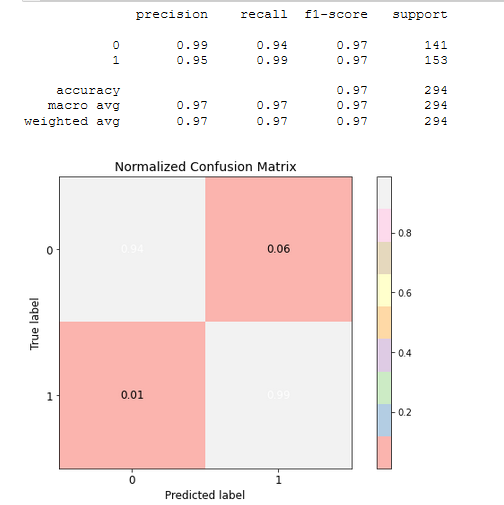 precision recall f1-score support
0 0.99 0.94 0.97 141
1 0.95 0.99 0.97 153
accuracy 0.97 294
macro avg 0.97 0.97 0.97 294
weighted avg 0.97 0.97 0.97 294
Normalized Confusion Matrix
0 0.94 0.06
1 0.01 0.99
True label
0 1
Predicted label
0.8
0.6
0.4
0.2